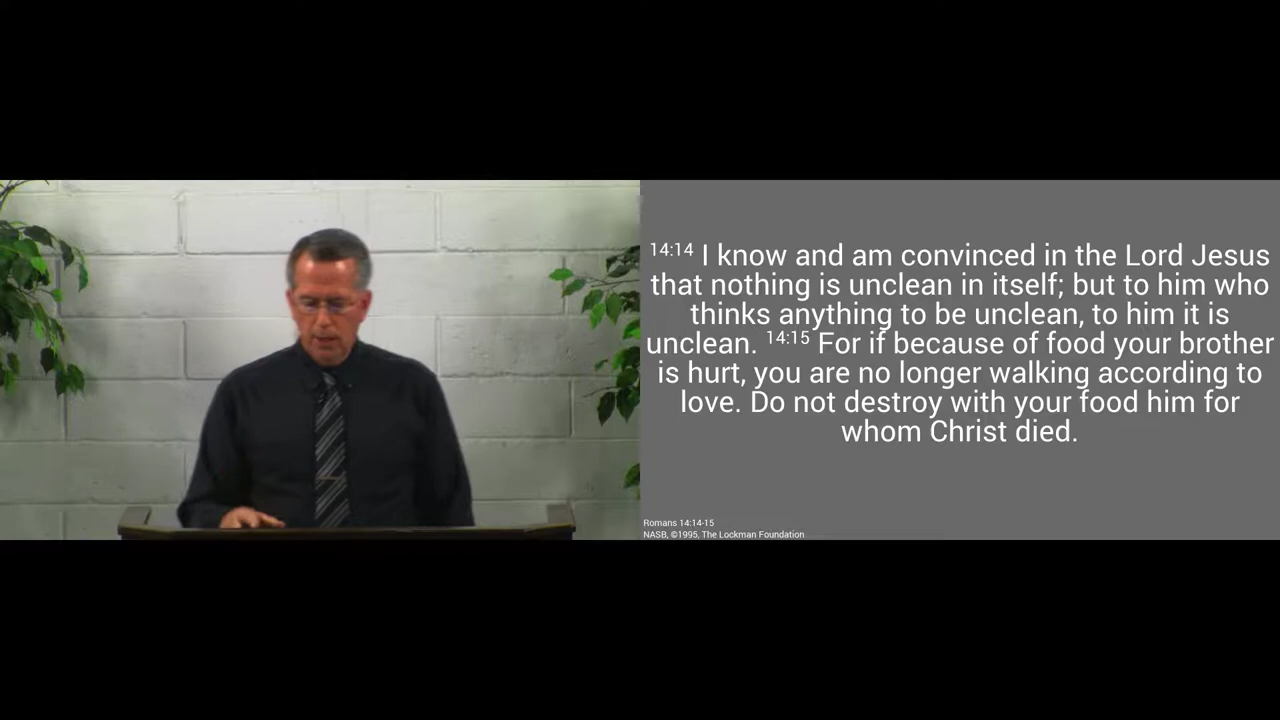 14:14 I know and am convinced in the Lord Jesus
that nothing is unclean in itself; but to him who
thinks anything to be unclean, to him it is
unclean. 14:15 For if because of food your brother
is hurt, you are no longer walking according to
love. Do not destroy with your food him for
whom Christ died.
Romans 14:14-15
NASB, ©1995, The Lockman Foundation